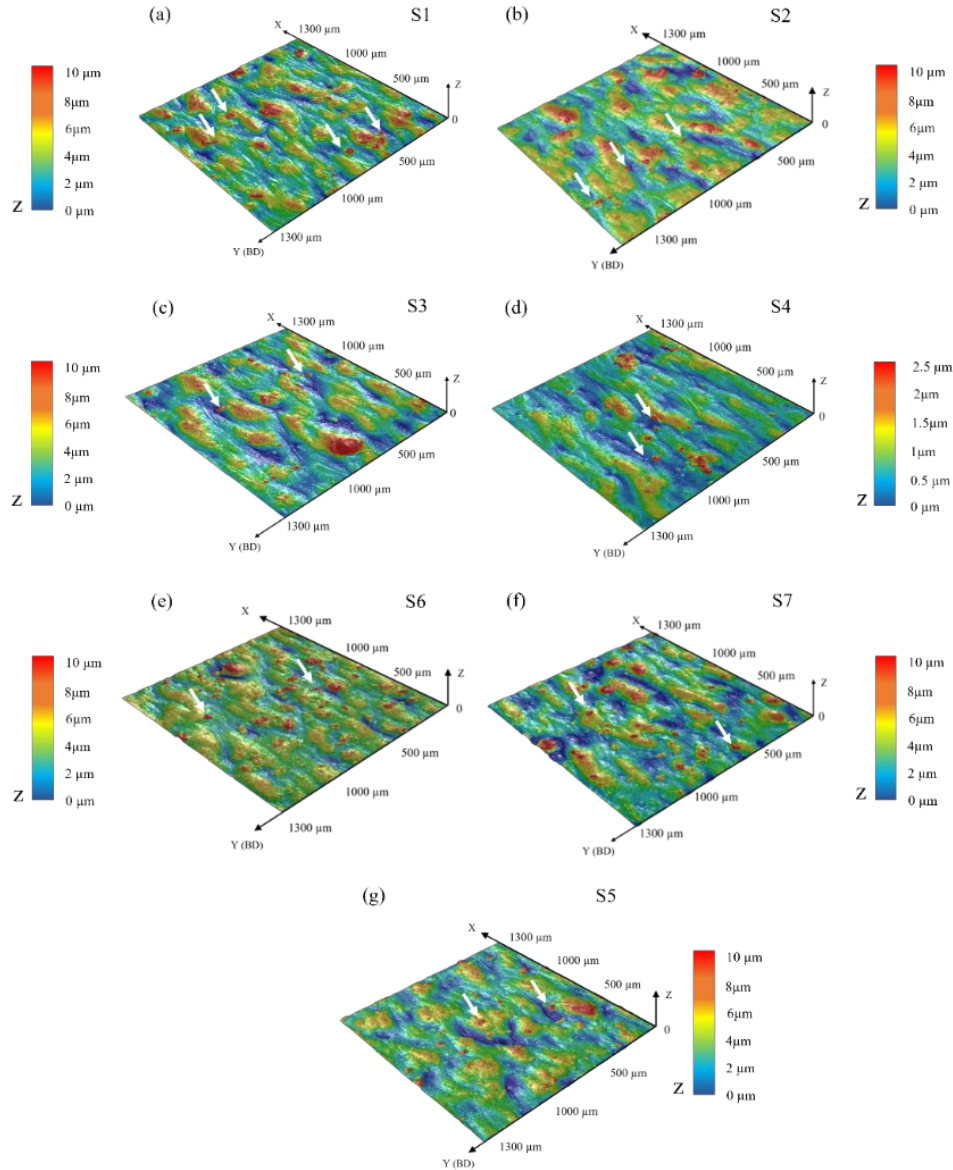 (a) S1
X
1300 µm
1000 µm
500 µm
Z
0
500 µm
1000 µm
1300 µm
Y (BD)
10 µm
8µm
6µm
4µm
2 µm
0 µm
Z
(b) S2
X
1300 µm
1000 µm
500 µm
Z
0
500 µm
1000 µm
1300 µm
Y (BD)
10 µm
8µm
6µm
4µm
2 µm
0 µm
Z
(c) S3
X
1300 µm
1000 µm
500 µm
Z
0
500 µm
1000 µm
1300 µm
Y (BD)
10 µm
8µm
6µm
4µm
2 µm
0 µm
Z
(d) S4
X
1300 µm
1000 µm
500 µm
Z
0
500 µm
1000 µm
1300 µm
Y (BD)
2.5 µm
2µm
1.5µm
1µm
0.5 µm
0 µm
Z
(e) S6
X
1300 µm
1000 µm
500 µm
Z
0
500 µm
1000 µm
1300 µm
Y (BD)
10 µm
8µm
6µm
4µm
2 µm
0 µm
Z
(f) S7
X
1300 µm
1000 µm
500 µm
Z
0
500 µm
1000 µm
1300 µm
Y (BD)
10 µm
8µm
6µm
4µm
2 µm
0 µm
Z
(g) S5
X
1300 µm
1000 µm
500 µm
Z
0
500 µm
1000 µm
1300 µm
Y (BD)
10 µm
8µm
6µm
4µm
2 µm
0 µm
Z